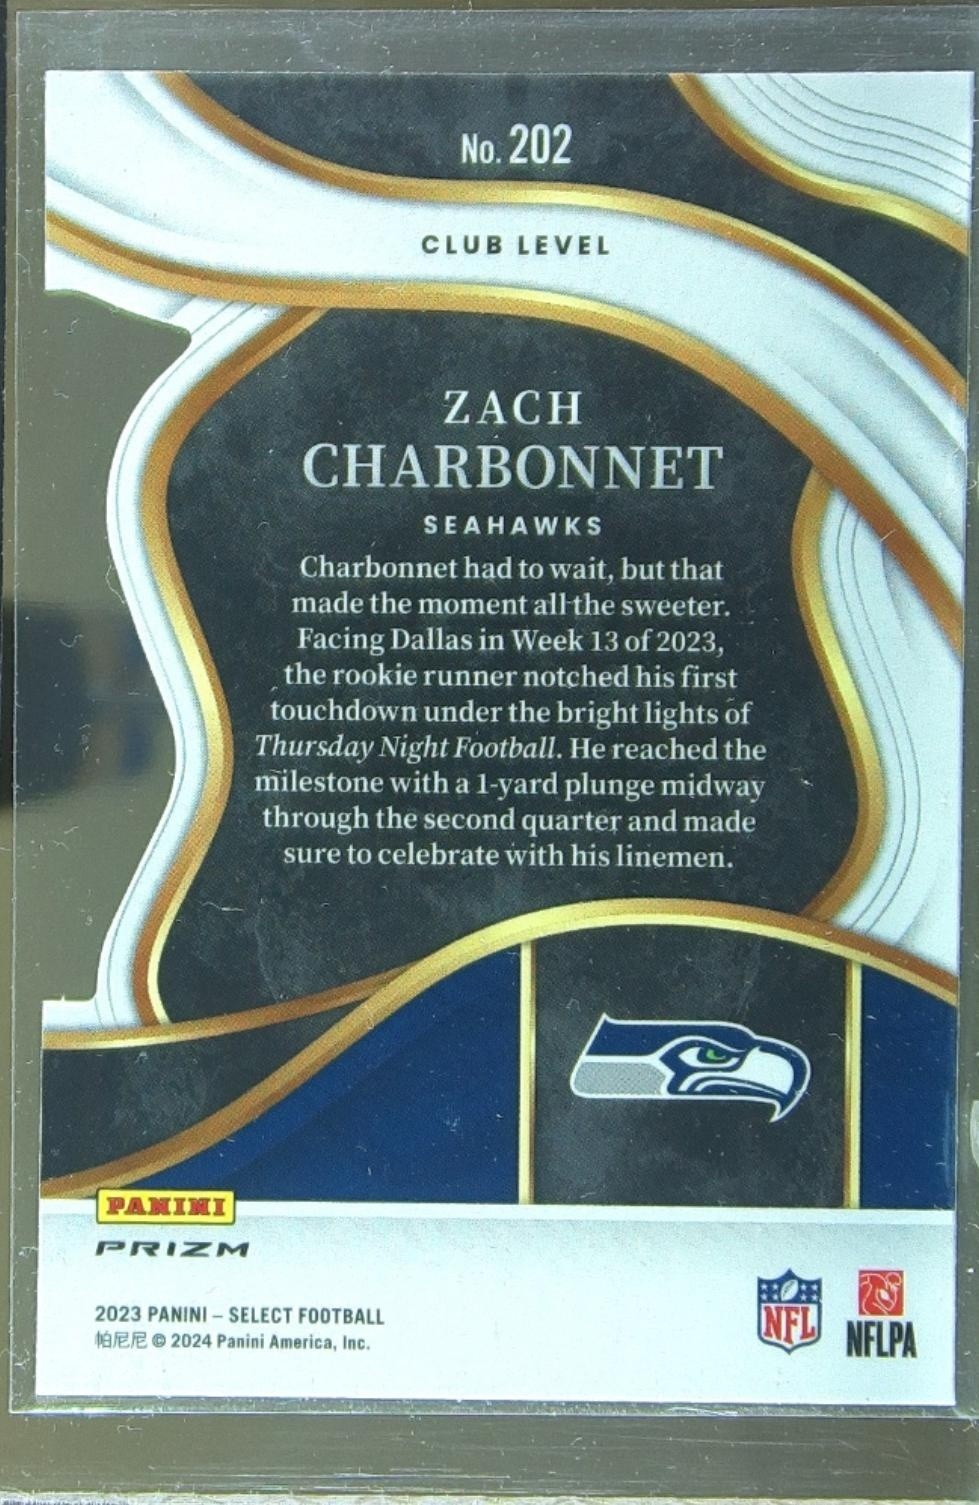 No. 202
CLUB LEVEL
ZACH
CHARBONNET
SEAHAWKS
Charbonnet had to wait, but that
made the moment all the sweeter.
Facing Dallas in Week 13 of 2023,
the rookie runner notched his first
touchdown under the bright lights of
Thursday Night Football. He reached the
milestone with a 1-yard plunge midway
through the second quarter and made
sure to celebrate with his linemen.
PANINI
PRIZM
2023 PANINI – SELECT FOOTBALL
帕尼尼 © 2024 Panini America, Inc.
NFL
NFLPA